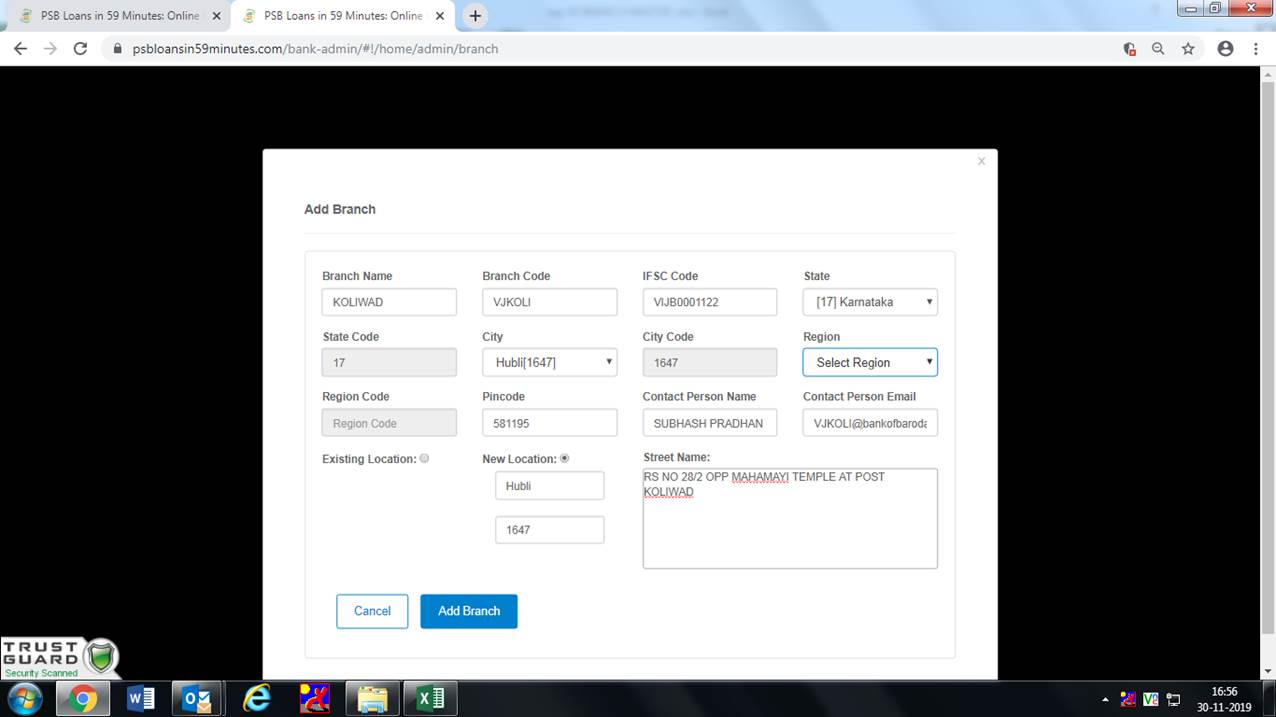 PSB Loans in 59 Minutes: Online
PSB Loans in 59 Minutes: Online
psbloansin59minutes.com/bank-admin/#!/home/admin/branch
Add Branch
Branch Name
Branch Code
IFSC Code
State
KOLIWAD
VJKOLI
VIJB0001122
[17] Karnataka
State Code
City
City Code
Region
17
Hubli[1647]
1647
Select Region
Region Code
Pincode
Contact Person Name
Contact Person Email
Region Code
581195
SUBHASH PRADHAN
VJKOLI@bankofbaroda
Existing Location:
New Location:
Street Name:
Hubli
1647
RS NO 28/2 OPP MAHAMAYI TEMPLE AT POST
KOLIWAD
Cancel
Add Branch
TRUST
GUARD
Security Scanned
16:56
30-11-2019